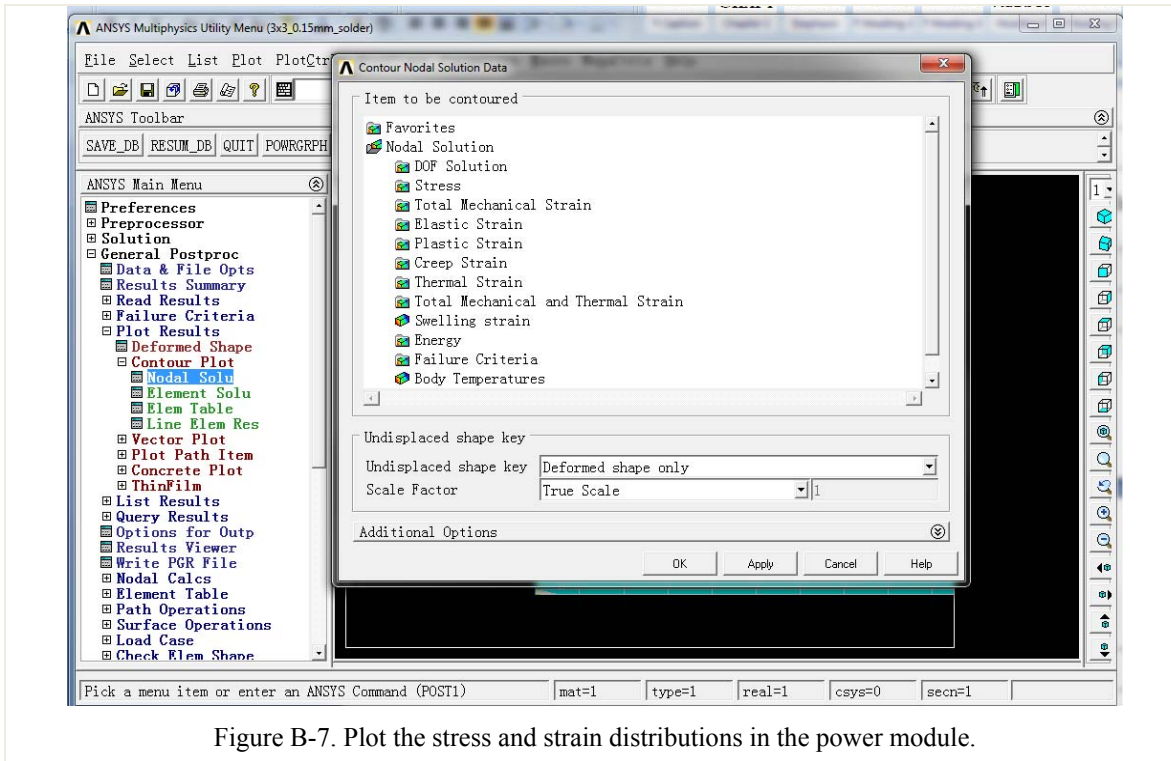 ANSYS Multiphysics Utility Menu (3x3_0.15mm_solder)
File Select List Plot PlotCtr
ANSYS Toolbar
SAVE_DB RESUM_DB QUIT POWRGRPH
ANSYS Main Menu
Preferences
Preprocessor
Solution
General Postproc
Data & File Opts
Results Summary
Read Results
Failure Criteria
Plot Results
Deformed Shape
Contour Plot
Nodal Solu
Element Solu
Elem Table
Line Elem Res
Vector Plot
Plot Path Item
Concrete Plot
ThinFilm
List Results
Query Results
Options for Outp
Results Viewer
Write PGR File
Nodal Calcs
Element Table
Path Operations
Surface Operations
Load Case
Check Elem Shape
Contour Nodal Solution Data
Item to be contoured
Favorites
Nodal Solution
DOF Solution
Stress
Total Mechanical Strain
Elastic Strain
Plastic Strain
Creep Strain
Thermal Strain
Total Mechanical and Thermal Strain
Swelling strain
Energy
Failure Criteria
Body Temperatures
Undisplaced shape key
Undisplaced shape key Deformed shape only
Scale Factor True Scale 1
Additional Options
OK Apply Cancel Help
1
Pick a menu item or enter an ANSYS Command (POST1) mat=1 type=1 real=1 csys=0 secn=1
Figure B-7. Plot the stress and strain distributions in the power module.